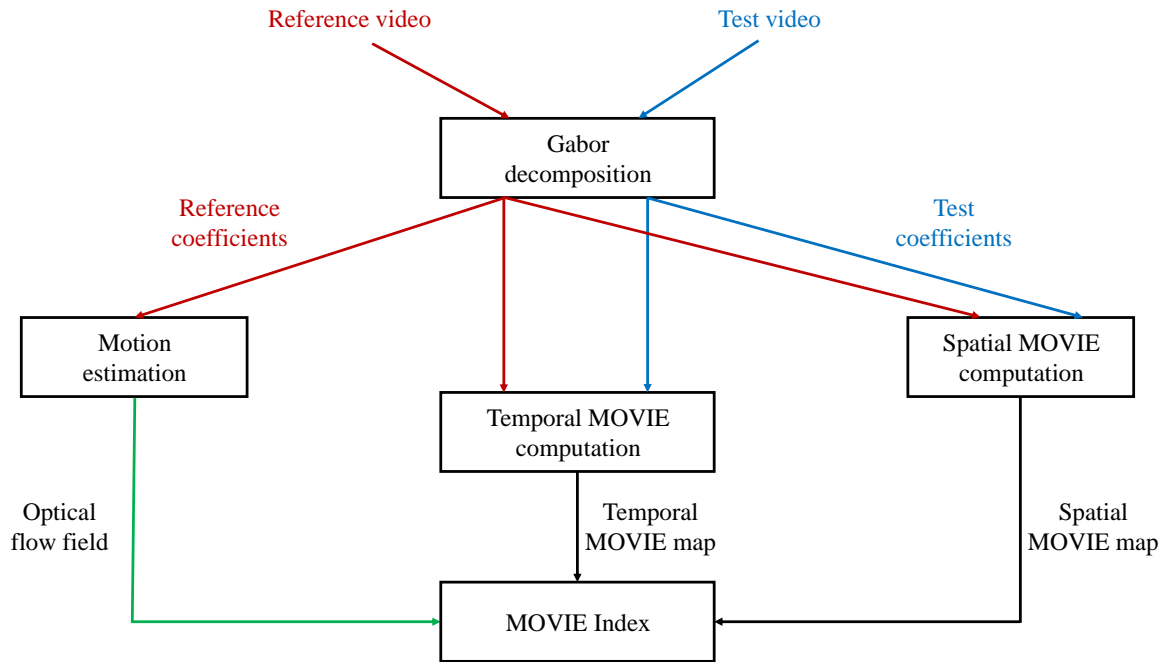 Reference video
Test video
Gabor
decomposition
Reference
coefficients
Test
coefficients
Motion
estimation
Spatial MOVIE
computation
Temporal MOVIE
computation
Optical
flow field
Temporal
MOVIE map
Spatial
MOVIE map
MOVIE Index